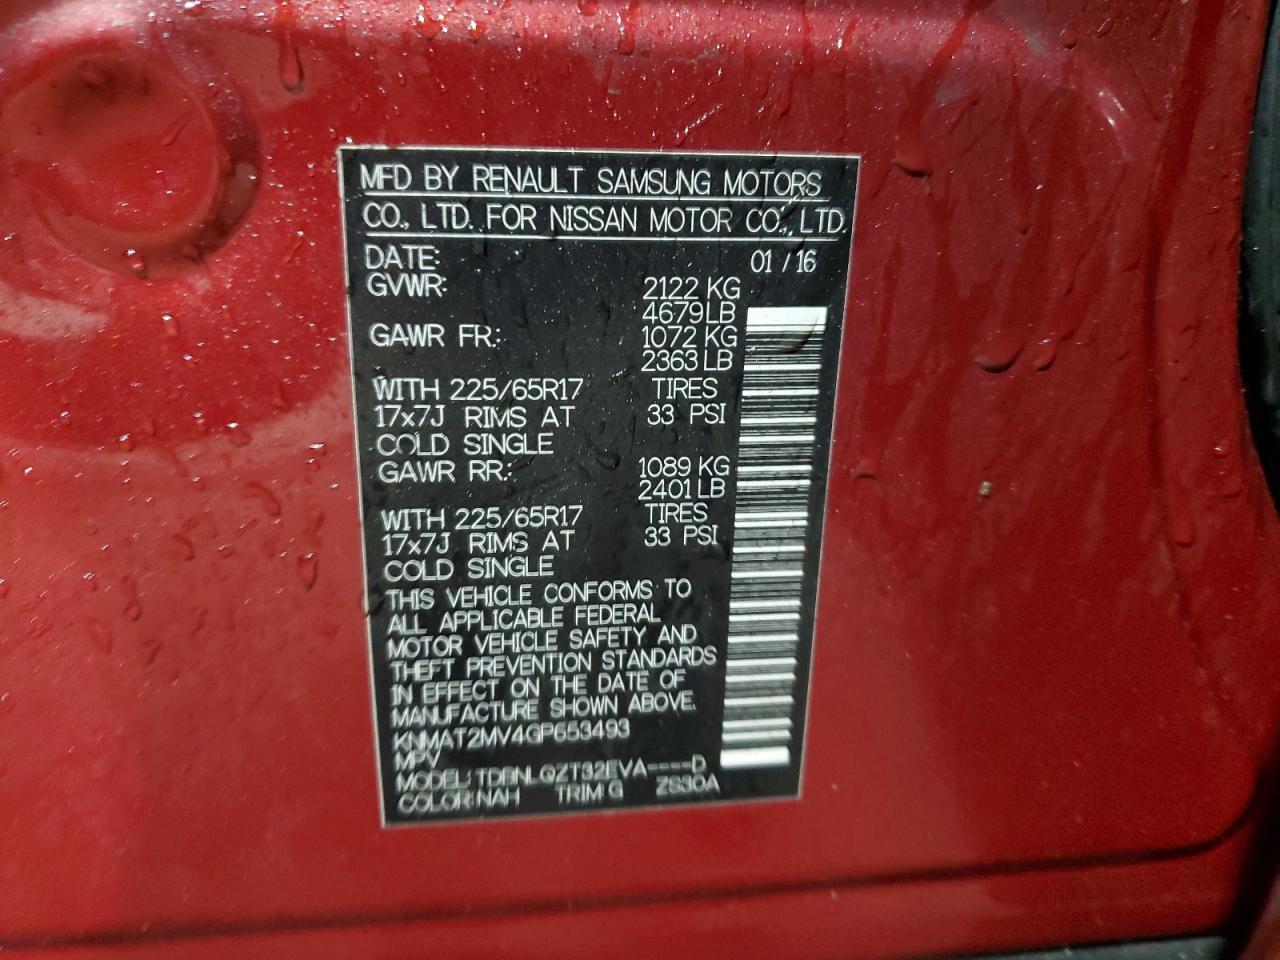 MFD BY RENAULT SAMSUNG MOTORS
CO., LTD. FOR NISSAN MOTOR CO., LTD.
DATE: 01 / 16
GVWR: 2122 KG
4679 LB
GAWR FR.: 1072 KG
2363 LB
WITH 225/65R17 TIRES
17x7J RIMS AT 33 PSI
COLD SINGLE
GAWR RR.: 1089 KG
2401 LB
WITH 225/65R17 TIRES
17x7J RIMS AT 33 PSI
COLD SINGLE
THIS VEHICLE CONFORMS TO
ALL APPLICABLE FEDERAL
MOTOR VEHICLE SAFETY AND
THEFT PREVENTION STANDARDS
IN EFFECT ON THE DATE OF
MANUFACTURE SHOWN ABOVE.
KNMAT2MV4GP653493
MPV
MODEL: TDBNLQZT32EVA----D
COLOR: NAH TRIM: G ZS30A